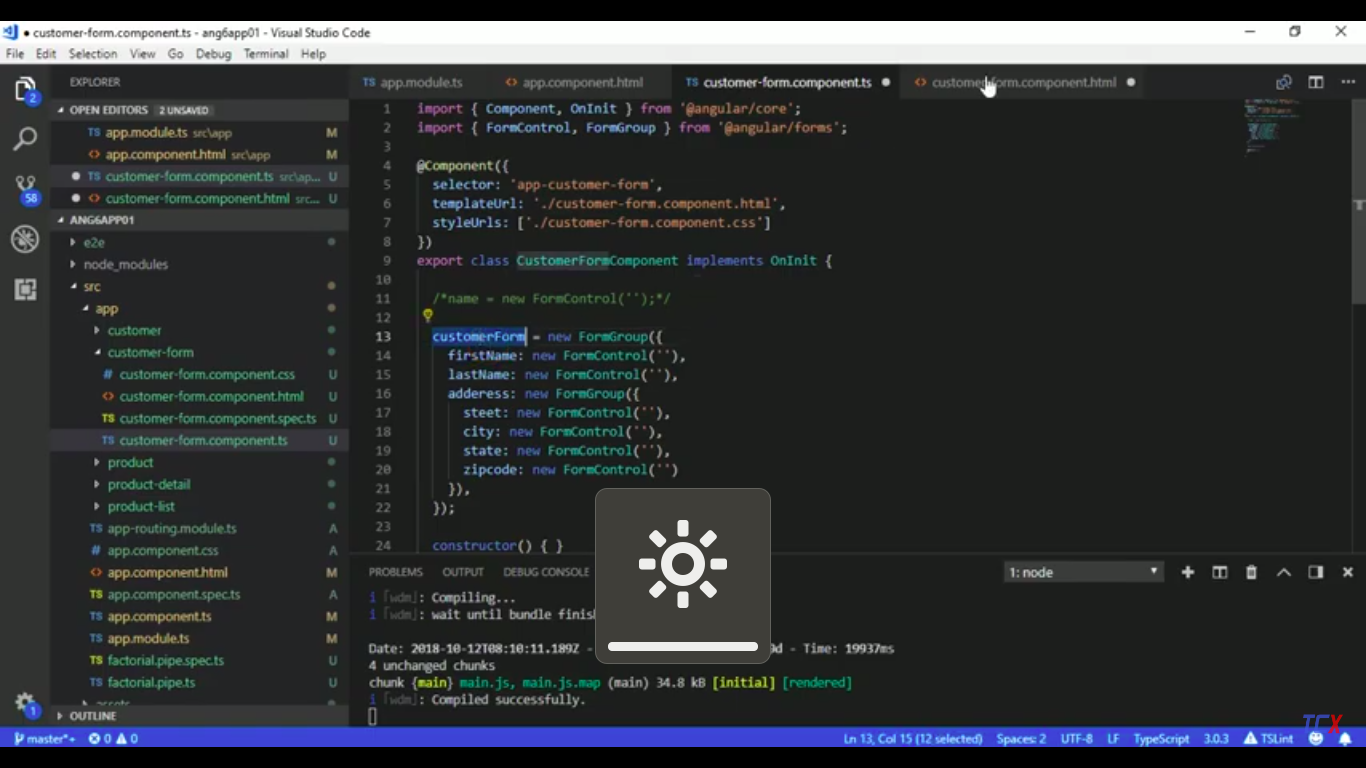 customer-form.component.ts - ang6app01 - Visual Studio Code
File Edit Selection View Go Debug Terminal Help
EXPLORER
OPEN EDITORS 2 UNSAVED
TS app.module.ts src\app M
<> app.component.html src\app M
TS customer-form.component.ts src\ap... U
<> customer-form.component.html src... U
ANG6APP01
e2e
node_modules
src
app
customer
customer-form
# customer-form.component.css U
<> customer-form.component.html U
TS customer-form.component.spec.ts U
TS customer-form.component.ts U
product
product-detail
product-list
TS app-routing.module.ts A
# app.component.css A
<> app.component.html M
TS app.component.spec.ts A
TS app.component.ts M
TS app.module.ts M
TS factorial.pipe.spec.ts U
TS factorial.pipe.ts U
assets
OUTLINE
2
58
1
TS app.module.ts <> app.component.html TS customer-form.component.ts <> customer-form.component.html
1 import { Component, OnInit } from '@angular/core';
2 import { FormControl, FormGroup } from '@angular/forms';
3
4 @Component({
5 selector: 'app-customer-form',
6 templateUrl: './customer-form.component.html',
7 styleUrls: ['./customer-form.component.css']
8 })
9 export class CustomerFormComponent implements OnInit {
10
11 /*name = new FormControl('');*/
12
13 customerForm = new FormGroup({
14 firstName: new FormControl(''),
15 lastName: new FormControl(''),
16 adderess: new FormGroup({
17 steet: new FormControl(''),
18 city: new FormControl(''),
19 state: new FormControl(''),
20 zipcode: new FormControl('')
21 }),
22 });
23
24 constructor() { }
PROBLEMS OUTPUT DEBUG CONSOLE 1: node
i ｢wdm｣: Compiling...
i ｢wdm｣: wait until bundle finis
Date: 2018-10-12T08:10:11.189Z - 9d - Time: 19937ms
4 unchanged chunks
chunk {main} main.js, main.js.map (main) 34.8 kB [initial] [rendered]
i ｢wdm｣: Compiled successfully.
TCX
master*+ 0 0 Ln 13, Col 15 (12 selected) Spaces: 2 UTF-8 LF TypeScript 3.0.3 TSLint